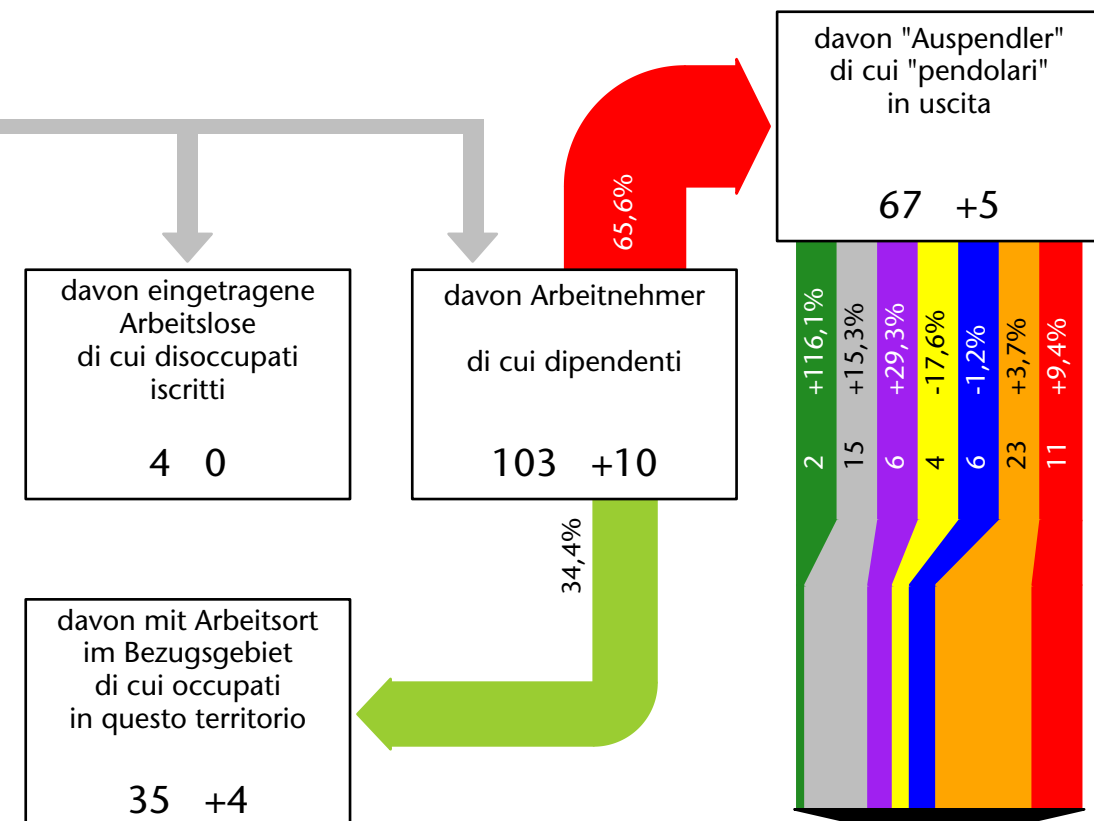 davon "Auspendler"
di cui "pendolari"
in uscita
67 +5
65,6%
davon eingetragene
Arbeitslose
di cui disoccupati
iscritti
4 0
davon Arbeitnehmer
di cui dipendenti
103 +10
2 +116,1%
15 +15,3%
6 +29,3%
4 -17,6%
6 -1,2%
23 +3,7%
11 +9,4%
34,4%
davon mit Arbeitsort
im Bezugsgebiet
di cui occupati
in questo territorio
35 +4